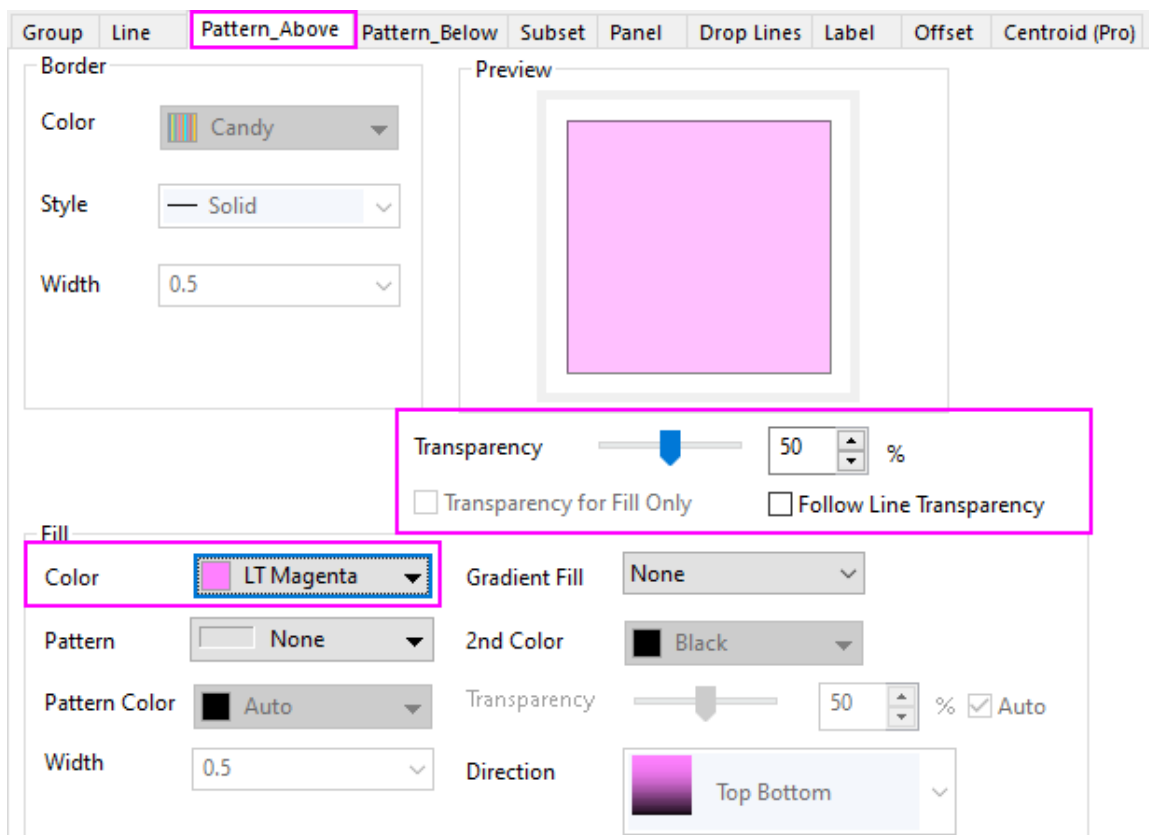 Group Line Pattern_Above Pattern_Below Subset Panel Drop Lines Label Offset Centroid (Pro)
Border
Color Candy
Style Solid
Width 0.5
Preview
Transparency 50 %
Transparency for Fill Only Follow Line Transparency
Fill
Color LT Magenta Gradient Fill None
Pattern None 2nd Color Black
Pattern Color Auto Transparency 50 % Auto
Width 0.5 Direction Top Bottom